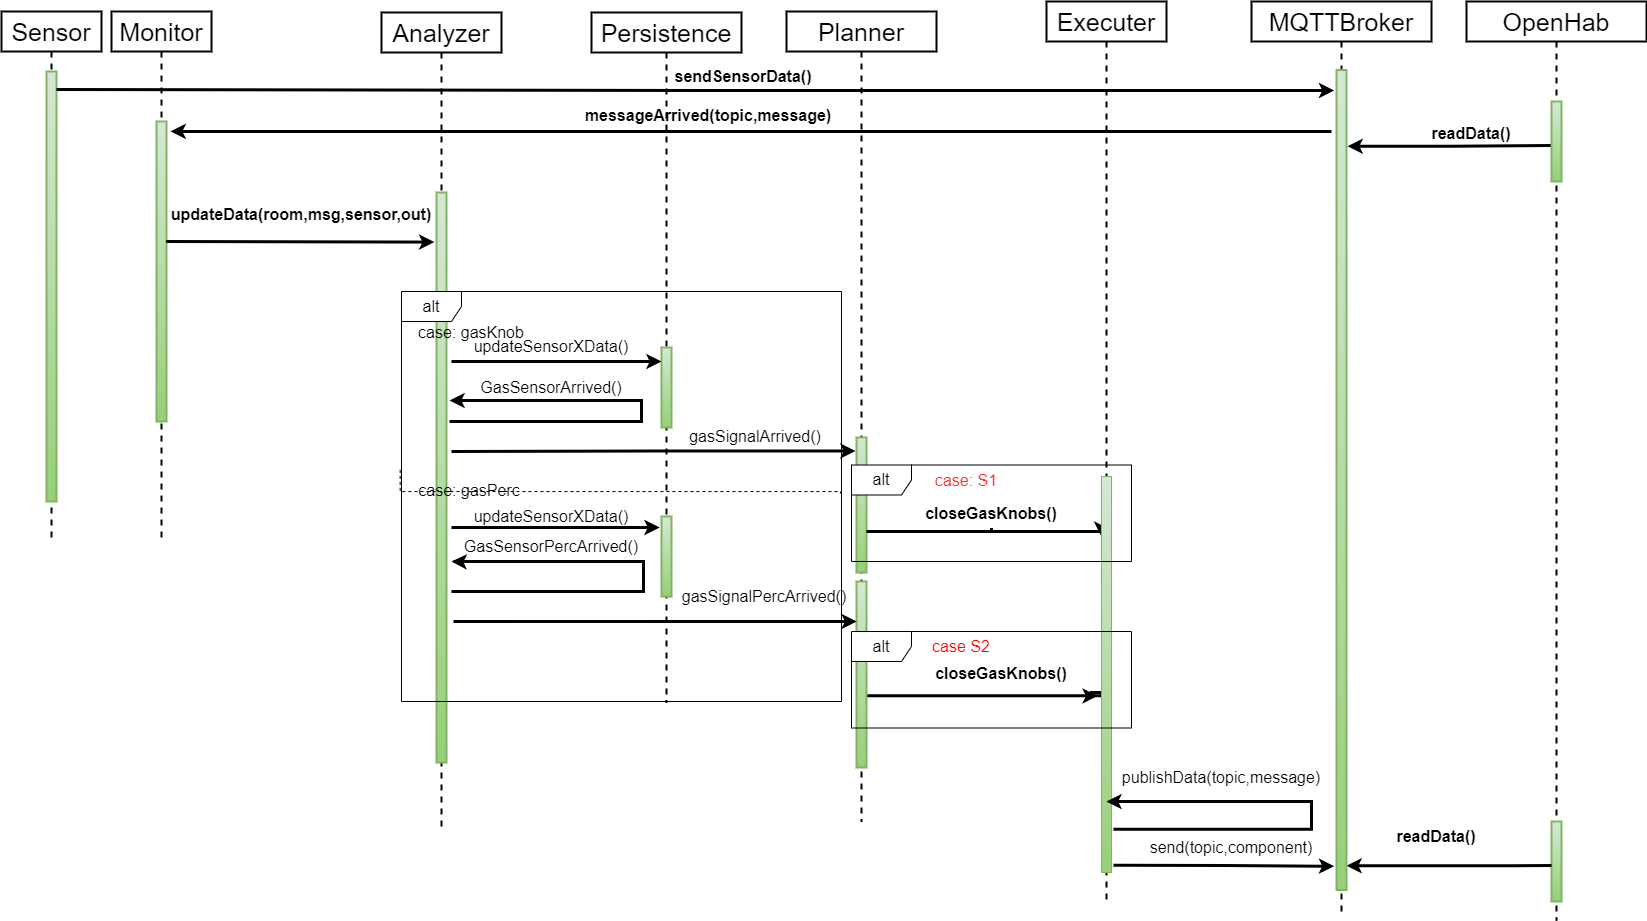 Sensor
Monitor
Analyzer
Persistence
Planner
Executer
MQTTBroker
OpenHab
sendSensorData()
messageArrived(topic,message)
readData()
updateData(room,msg,sensor,out)
alt
case: gasKnob
updateSensorXData()
GasSensorArrived()
gasSignalArrived()
alt
case: S1
case: gasPerc
closeGasKnobs()
updateSensorXData()
GasSensorPercArrived()
gasSignalPercArrived()
alt
case S2
closeGasKnobs()
publishData(topic,message)
readData()
send(topic,component)